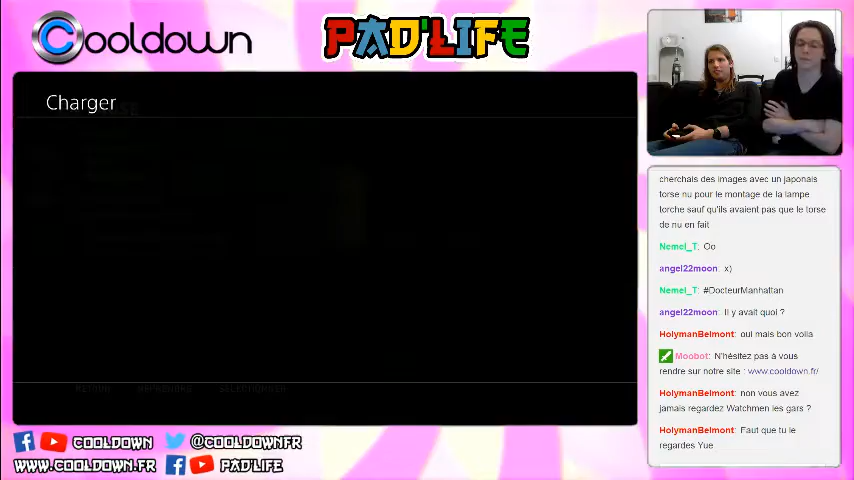 Cooldown
PAD'LIFE
Charger
RETOUR REPRENDRE SELECTIONNER
cherchais des images avec un japonais
torse nu pour le montage de la lampe
torche sauf qu'ils avaient pas que le torse
de nu en fait
Nemel_T: Oo
angel22moon: x)
Nemel_T: #DocteurManhattan
angel22moon: Il y avait quoi ?
HolymanBelmont: oui mais bon voila
Moobot: N'hésitez pas à vous
rendre sur notre site : www.cooldown.fr/
HolymanBelmont: non vous avez
jamais regardez Watchmen les gars ?
HolymanBelmont: Faut que tu le
regardes Yue
COOLDOWN @COOLDOWNFR
WWW.COOLDOWN.FR PAD'LIFE